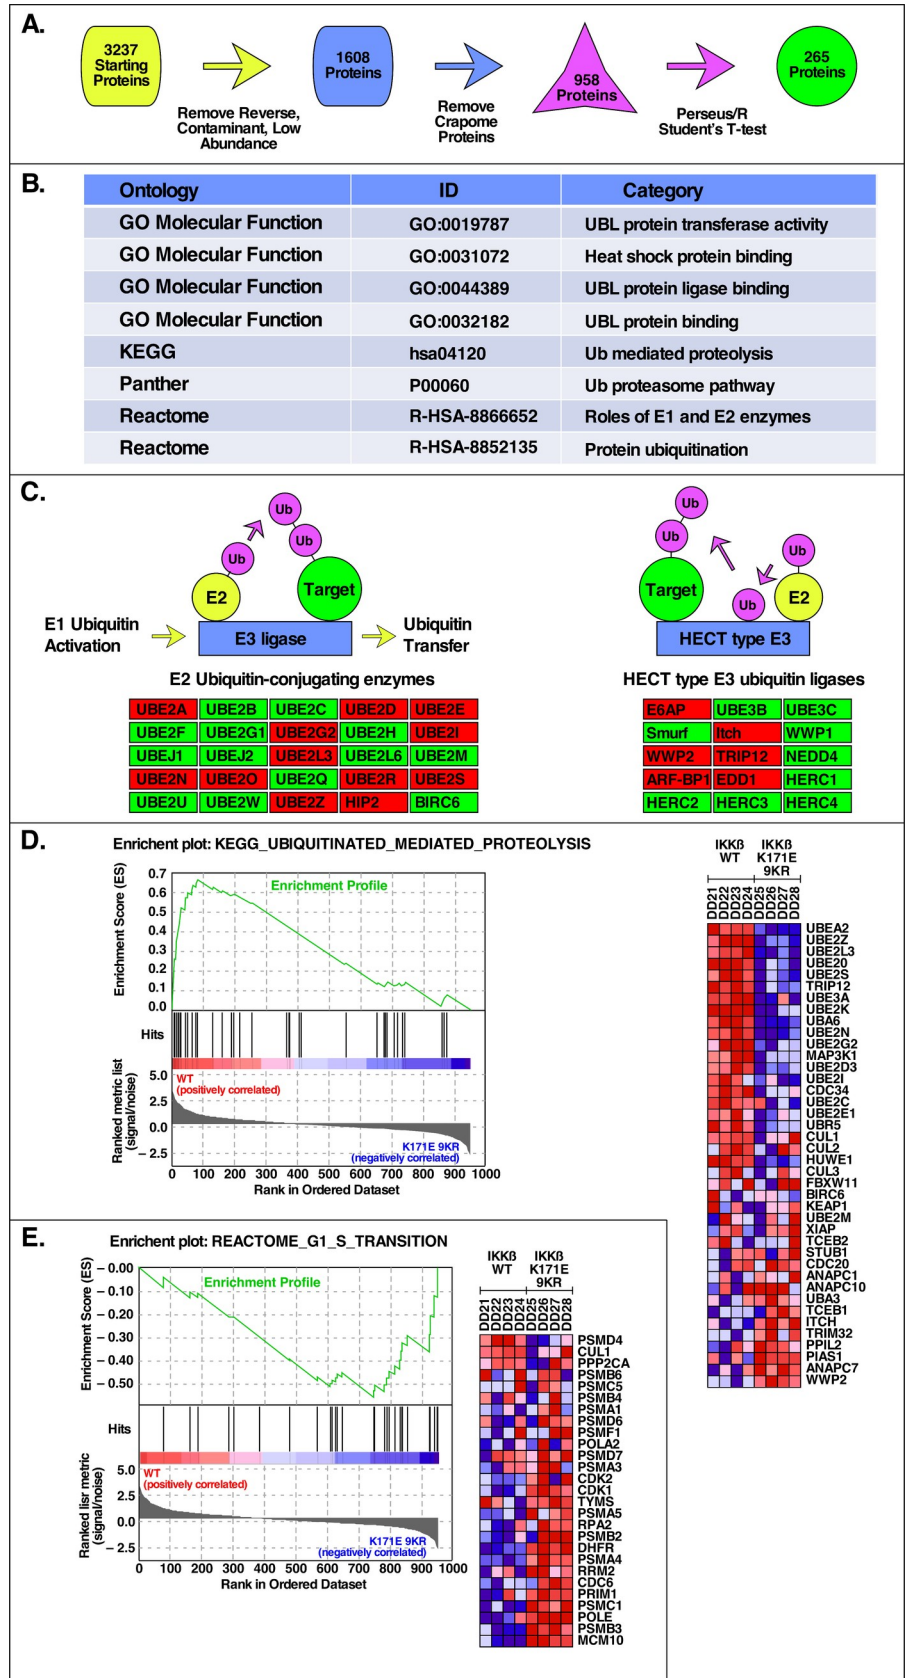 A.
3237
Starting
Proteins
Remove Reverse,
Contaminant, Low
Abundance
1608
Proteins
Remove
Crapome
Proteins
958
Proteins
Perseus/R
Student's T-test
265
Proteins
B.
Ontology ID Category
GO Molecular Function GO:0019787 UBL protein transferase activity
GO Molecular Function GO:0031072 Heat shock protein binding
GO Molecular Function GO:0044389 UBL protein ligase binding
GO Molecular Function GO:0032182 UBL protein binding
KEGG hsa04120 Ub mediated proteolysis
Panther P00060 Ub proteasome pathway
Reactome R-HSA-8866652 Roles of E1 and E2 enzymes
Reactome R-HSA-8852135 Protein ubiquitination
C.
Ub
Ub
Ub
E2
Target
E1 Ubiquitin
Activation
E3 ligase
Ubiquitin
Transfer
Ub
Ub
Ub
Ub
Target
E2
HECT type E3
E2 Ubiquitin-conjugating enzymes
UBE2A UBE2B UBE2C UBE2D UBE2E
UBE2F UBE2G1 UBE2G2 UBE2H UBE2I
UBEJ1 UBEJ2 UBE2L3 UBE2L6 UBE2M
UBE2N UBE2O UBE2Q UBE2R UBE2S
UBE2U UBE2W UBE2Z HIP2 BIRC6
HECT type E3 ubiquitin ligases
E6AP UBE3B UBE3C
Smurf Itch WWP1
WWP2 TRIP12 NEDD4
ARF-BP1 EDD1 HERC1
HERC2 HERC3 HERC4
D.
Enrichent plot: KEGG_UBIQUITINATED_MEDIATED_PROTEOLYSIS
Enrichment Score (ES)
0.7
0.6
0.5
0.4
0.3
0.2
0.1
0.0
Enrichment Profile
Hits
Ranked metric list
(signal/noise)
5.0
2.5
0.0
– 2.5
WT
(positively correlated)
K171E 9KR
(negatively correlated)
0 100 200 300 400 500 600 700 800 900 1000
Rank in Ordered Dataset
IKKß
WT
IKKß
K171E
9KR
DD21
DD22
DD23
DD24
DD25
DD26
DD27
DD28
UBEA2
UBE2Z
UBE2L3
UBE20
UBE2S
TRIP12
UBE3A
UBE2K
UBA6
UBE2N
UBE2G2
MAP3K1
UBE2D3
UBE2I
CDC34
UBE2C
UBE2E1
UBR5
CUL1
CUL2
HUWE1
CUL3
FBXW11
BIRC6
KEAP1
UBE2M
XIAP
TCEB2
STUB1
CDC20
ANAPC1
ANAPC10
UBA3
TCEB1
ITCH
TRIM32
PPIL2
PIAS1
ANAPC7
WWP2
E.
Enrichent plot: REACTOME_G1_S_TRANSITION
Enrichment Score (ES)
– 0.00
– 0.10
– 0.20
– 0.30
– 0.40
– 0.50
Enrichment Profile
Hits
Ranked lisr metric
(signal/noise)
5.0
2.5
0.0
– 2.5
WT
(positively correlated)
K171E 9KR
(negatively correlated)
0 100 200 300 400 500 600 700 800 900 1000
Rank in Ordered Dataset
IKKß
WT
IKKß
K171E
9KR
DD21
DD22
DD23
DD24
DD25
DD26
DD27
DD28
PSMD4
CUL1
PPP2CA
PSMB6
PSMC5
PSMB4
PSMA1
PSMD6
PSMF1
POLA2
PSMD7
PSMA3
CDK2
CDK1
TYMS
PSMA5
RPA2
PSMB2
DHFR
PSMA4
RRM2
CDC6
PRIM1
PSMC1
POLE
PSMB3
MCM10